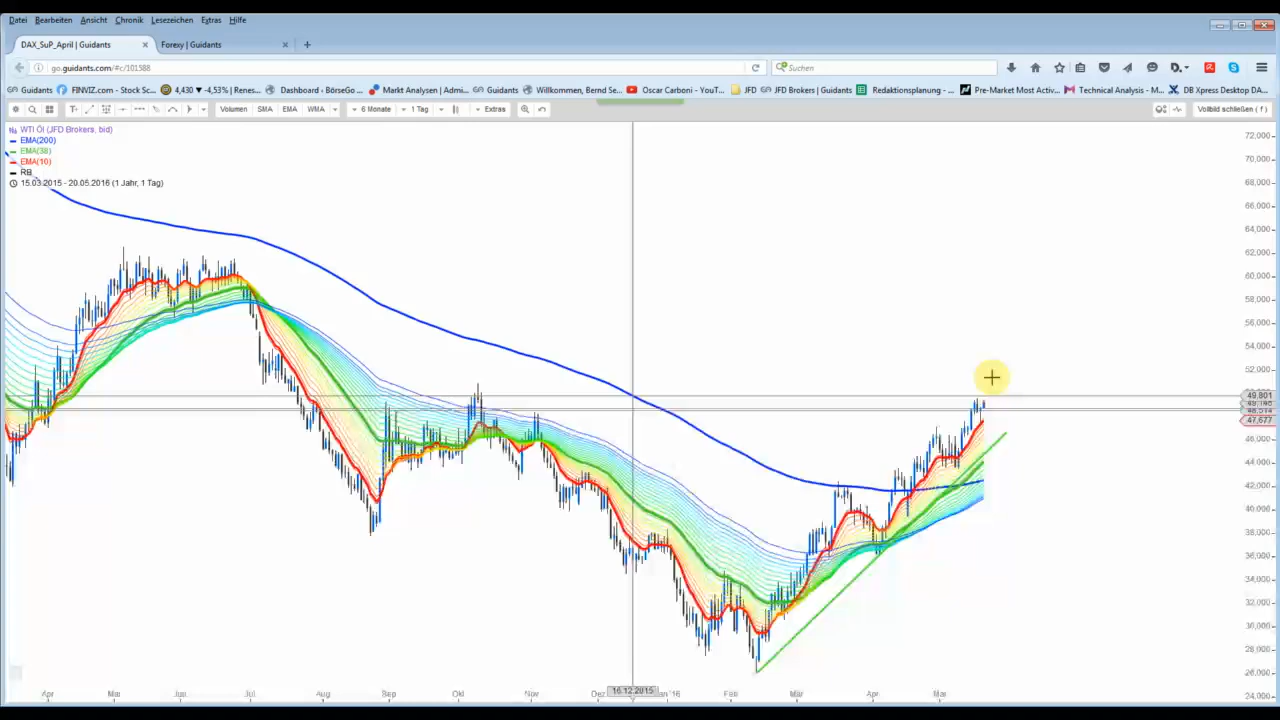 Datei Bearbeiten Ansicht Chronik Lesezeichen Extras Hilfe
DAX_SuP_April | Guidants × Forexy | Guidants × +
go.guidants.com/#c/101588 Suchen
Guidants FINVIZ.com - Stock Sc... 4,430 -4,53% | Renes... Dashboard - BörseGo ... Markt Analysen | Admi... Guidants Willkommen, Bernd Se... Oscar Carboni - YouT... JFD JFD Brokers | Guidants Redaktionsplanung - ... Pre-Market Most Activ... Technical Analysis - M... DB Xpress Desktop DA...
Volumen SMA EMA WMA 6 Monate 1 Tag Extras Vollbild schließen ( f )
WTI Öl (JFD Brokers, bid)
EMA(200)
EMA(38)
EMA(10)
RB
15.03.2015 - 20.05.2016 (1 Jahr, 1 Tag)
72,000
70,000
68,000
66,000
64,000
62,000
60,000
58,000
56,000
54,000
52,000
49,801
47,677
46,000
44,000
42,000
40,000
38,000
36,000
34,000
32,000
30,000
28,000
26,000
24,000
Apr Mai Jun Jul Aug Sep Okt Nov Dez 16.12.2015 an '16 Feb Mär Apr Mai